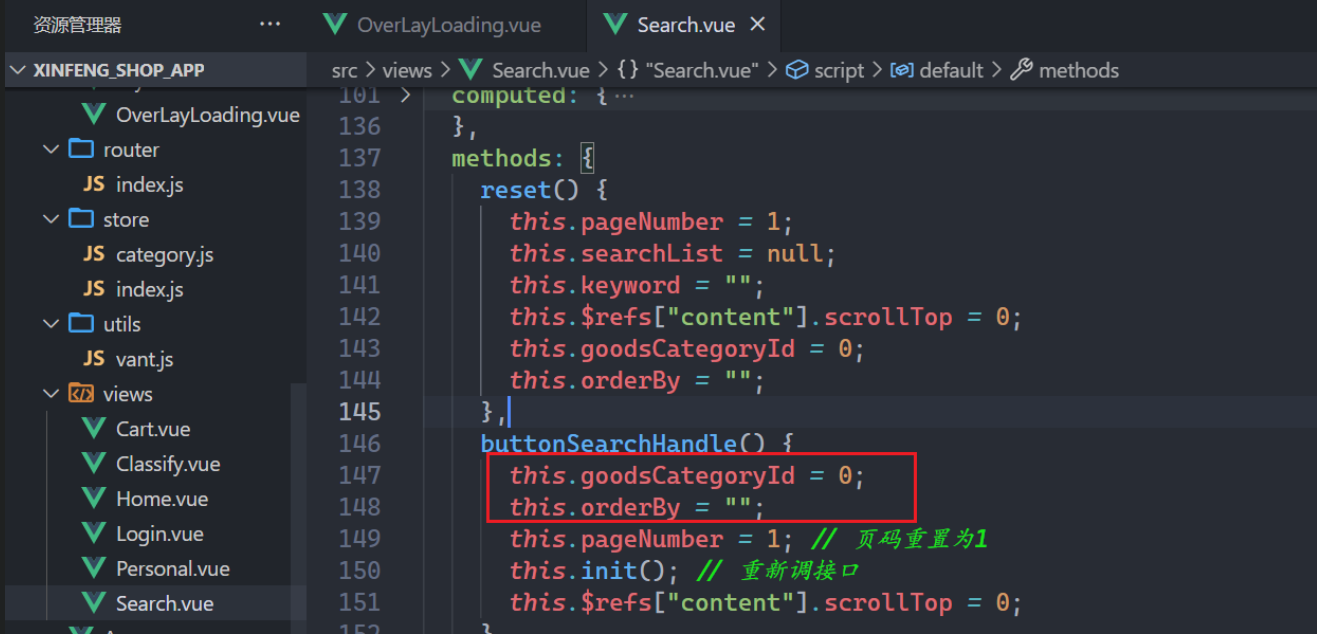 资源管理器 ···
OverLayLoading.vue
Search.vue ×
XINFENG_SHOP_APP
src > views > Search.vue > {} "Search.vue" > script > default > methods
OverLayLoading.vue
router
JS index.js
store
JS category.js
JS index.js
utils
JS vant.js
views
Cart.vue
Classify.vue
Home.vue
Login.vue
Personal.vue
Search.vue
101 > computed: {···
136 },
137 methods: {
138 reset() {
139 this.pageNumber = 1;
140 this.searchList = null;
141 this.keyword = "";
142 this.$refs["content"].scrollTop = 0;
143 this.goodsCategoryId = 0;
144 this.orderBy = "";
145 },
146 buttonSearchHandle() {
147 this.goodsCategoryId = 0;
148 this.orderBy = "";
149 this.pageNumber = 1; // 页码重置为1
150 this.init(); // 重新调接口
151 this.$refs["content"].scrollTop = 0;
152 }